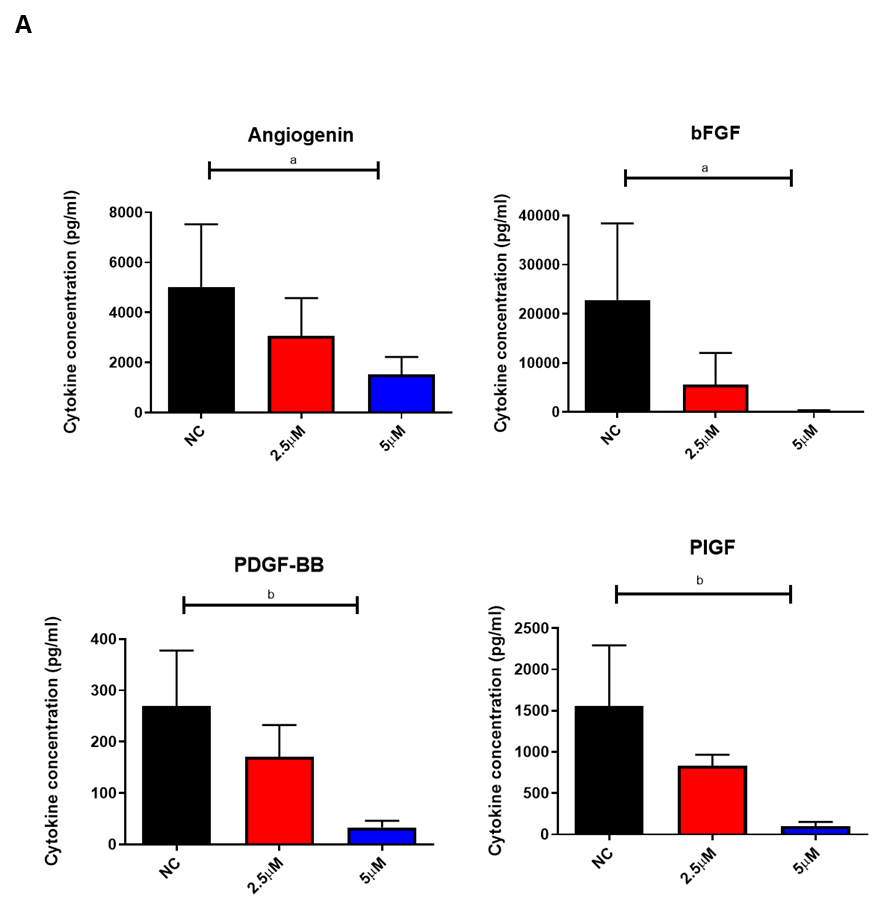 A
Angiogenin
a
Cytokine concentration (pg/ml)
8000
6000
4000
2000
0
NC
2.5μM
5μM
bFGF
a
Cytokine concentration (pg/ml)
40000
30000
20000
10000
0
NC
2.5μM
5μM
PDGF-BB
b
Cytokine concentration (pg/ml)
400
300
200
100
0
NC
2.5μM
5μM
PlGF
b
Cytokine concentration (pg/ml)
2500
2000
1500
1000
500
0
NC
2.5μM
5μM